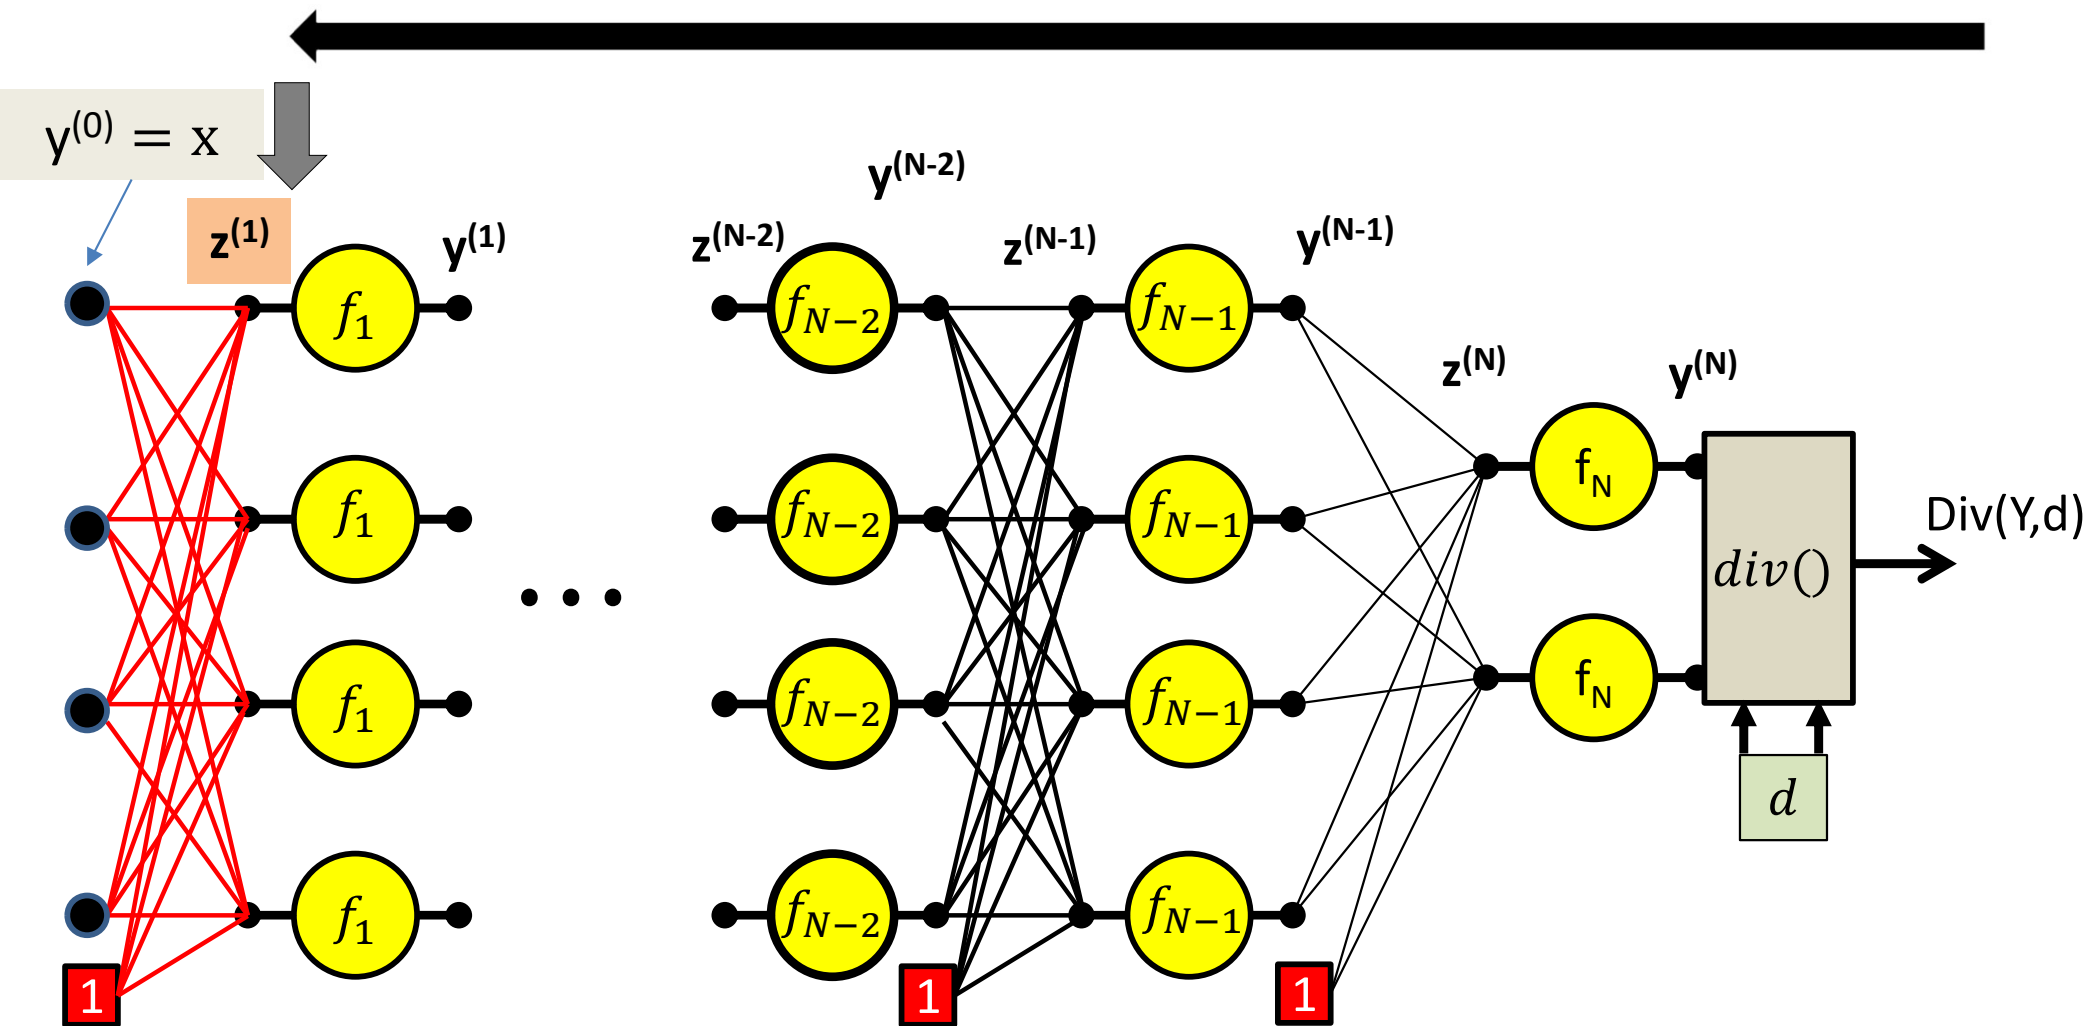 y(0) = x
z(1)
y(1)
z(N-2)
y(N-2)
z(N-1)
y(N-1)
z(N)
y(N)
f1
fN−2
fN−1
f1
fN−2
fN−1
fN
f1
fN−2
fN−1
fN
f1
fN−2
fN−1
div()
Div(Y,d)
d
...
1
1
1